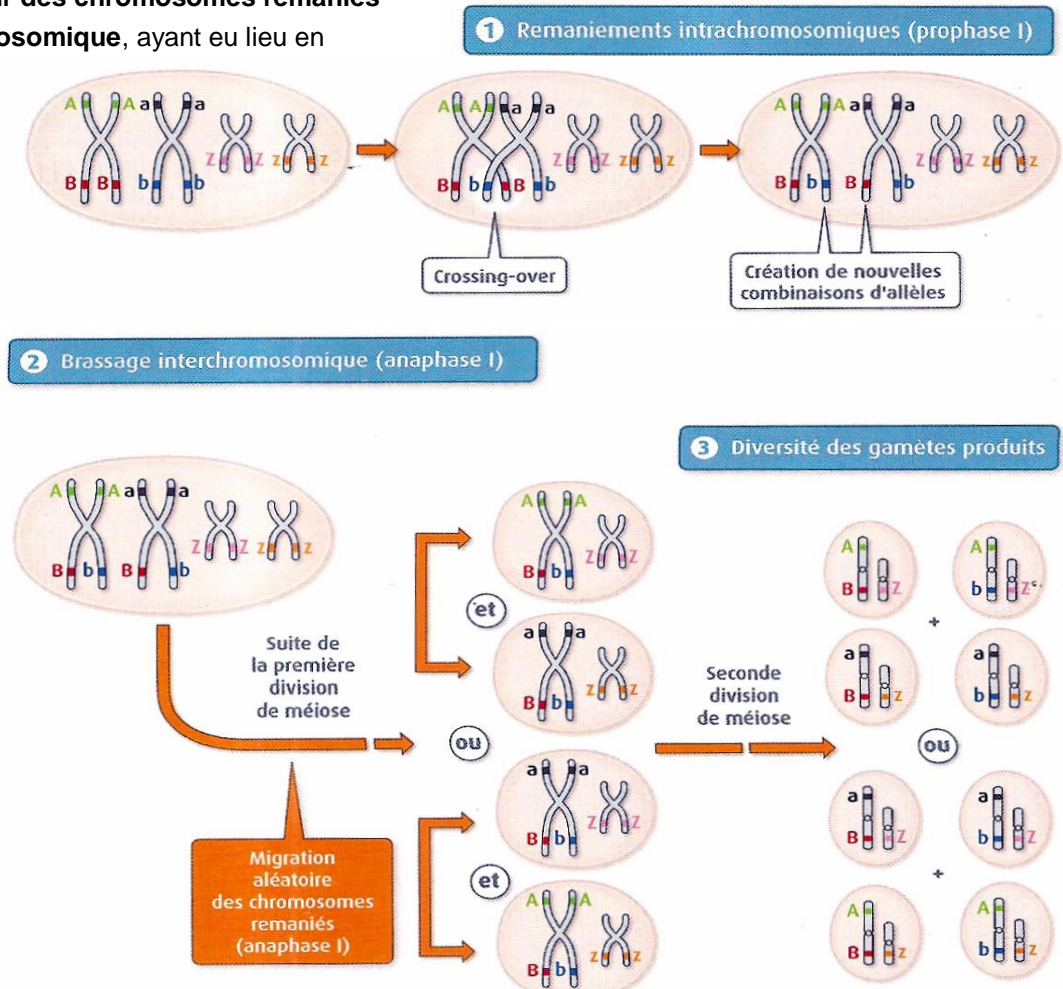 r des chromosomes remaniés
osomique, ayant eu lieu en
1 Remaniements intrachromosomiques (prophase I)
A A a a
Z Z z z
B B b b
A A a a
Z Z z z
B b B b
A A a a
Z Z z z
B b B b
Crossing-over
Création de nouvelles
combinaisons d'allèles
2 Brassage interchromosomique (anaphase I)
3 Diversité des gamètes produits
A A a a
Z Z z z
B b B b
Suite de
la première
division
de méiose
Migration
aléatoire
des chromosomes
remaniés
(anaphase I)
A A
Z Z
B b
et
a a
z z
B b
ou
a a
Z Z
B b
et
A A
z z
B b
Seconde
division
de méiose
A A
B Z b Z
+
a a
B z b z
ou
a a
B Z b Z
+
A A
B z b z